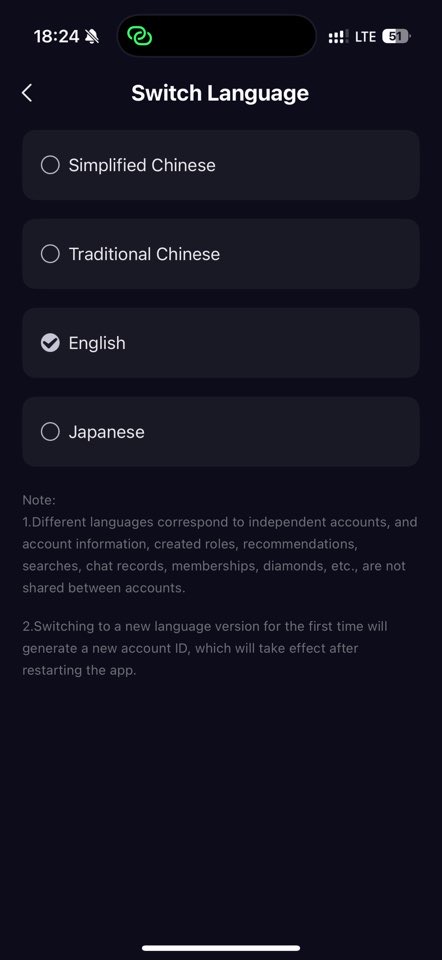 18:24 LTE 51
Switch Language
Simplified Chinese
Traditional Chinese
English
Japanese
Note:
1.Different languages correspond to independent accounts, and
account information, created roles, recommendations,
searches, chat records, memberships, diamonds, etc., are not
shared between accounts.
2.Switching to a new language version for the first time will
generate a new account ID, which will take effect after
restarting the app.